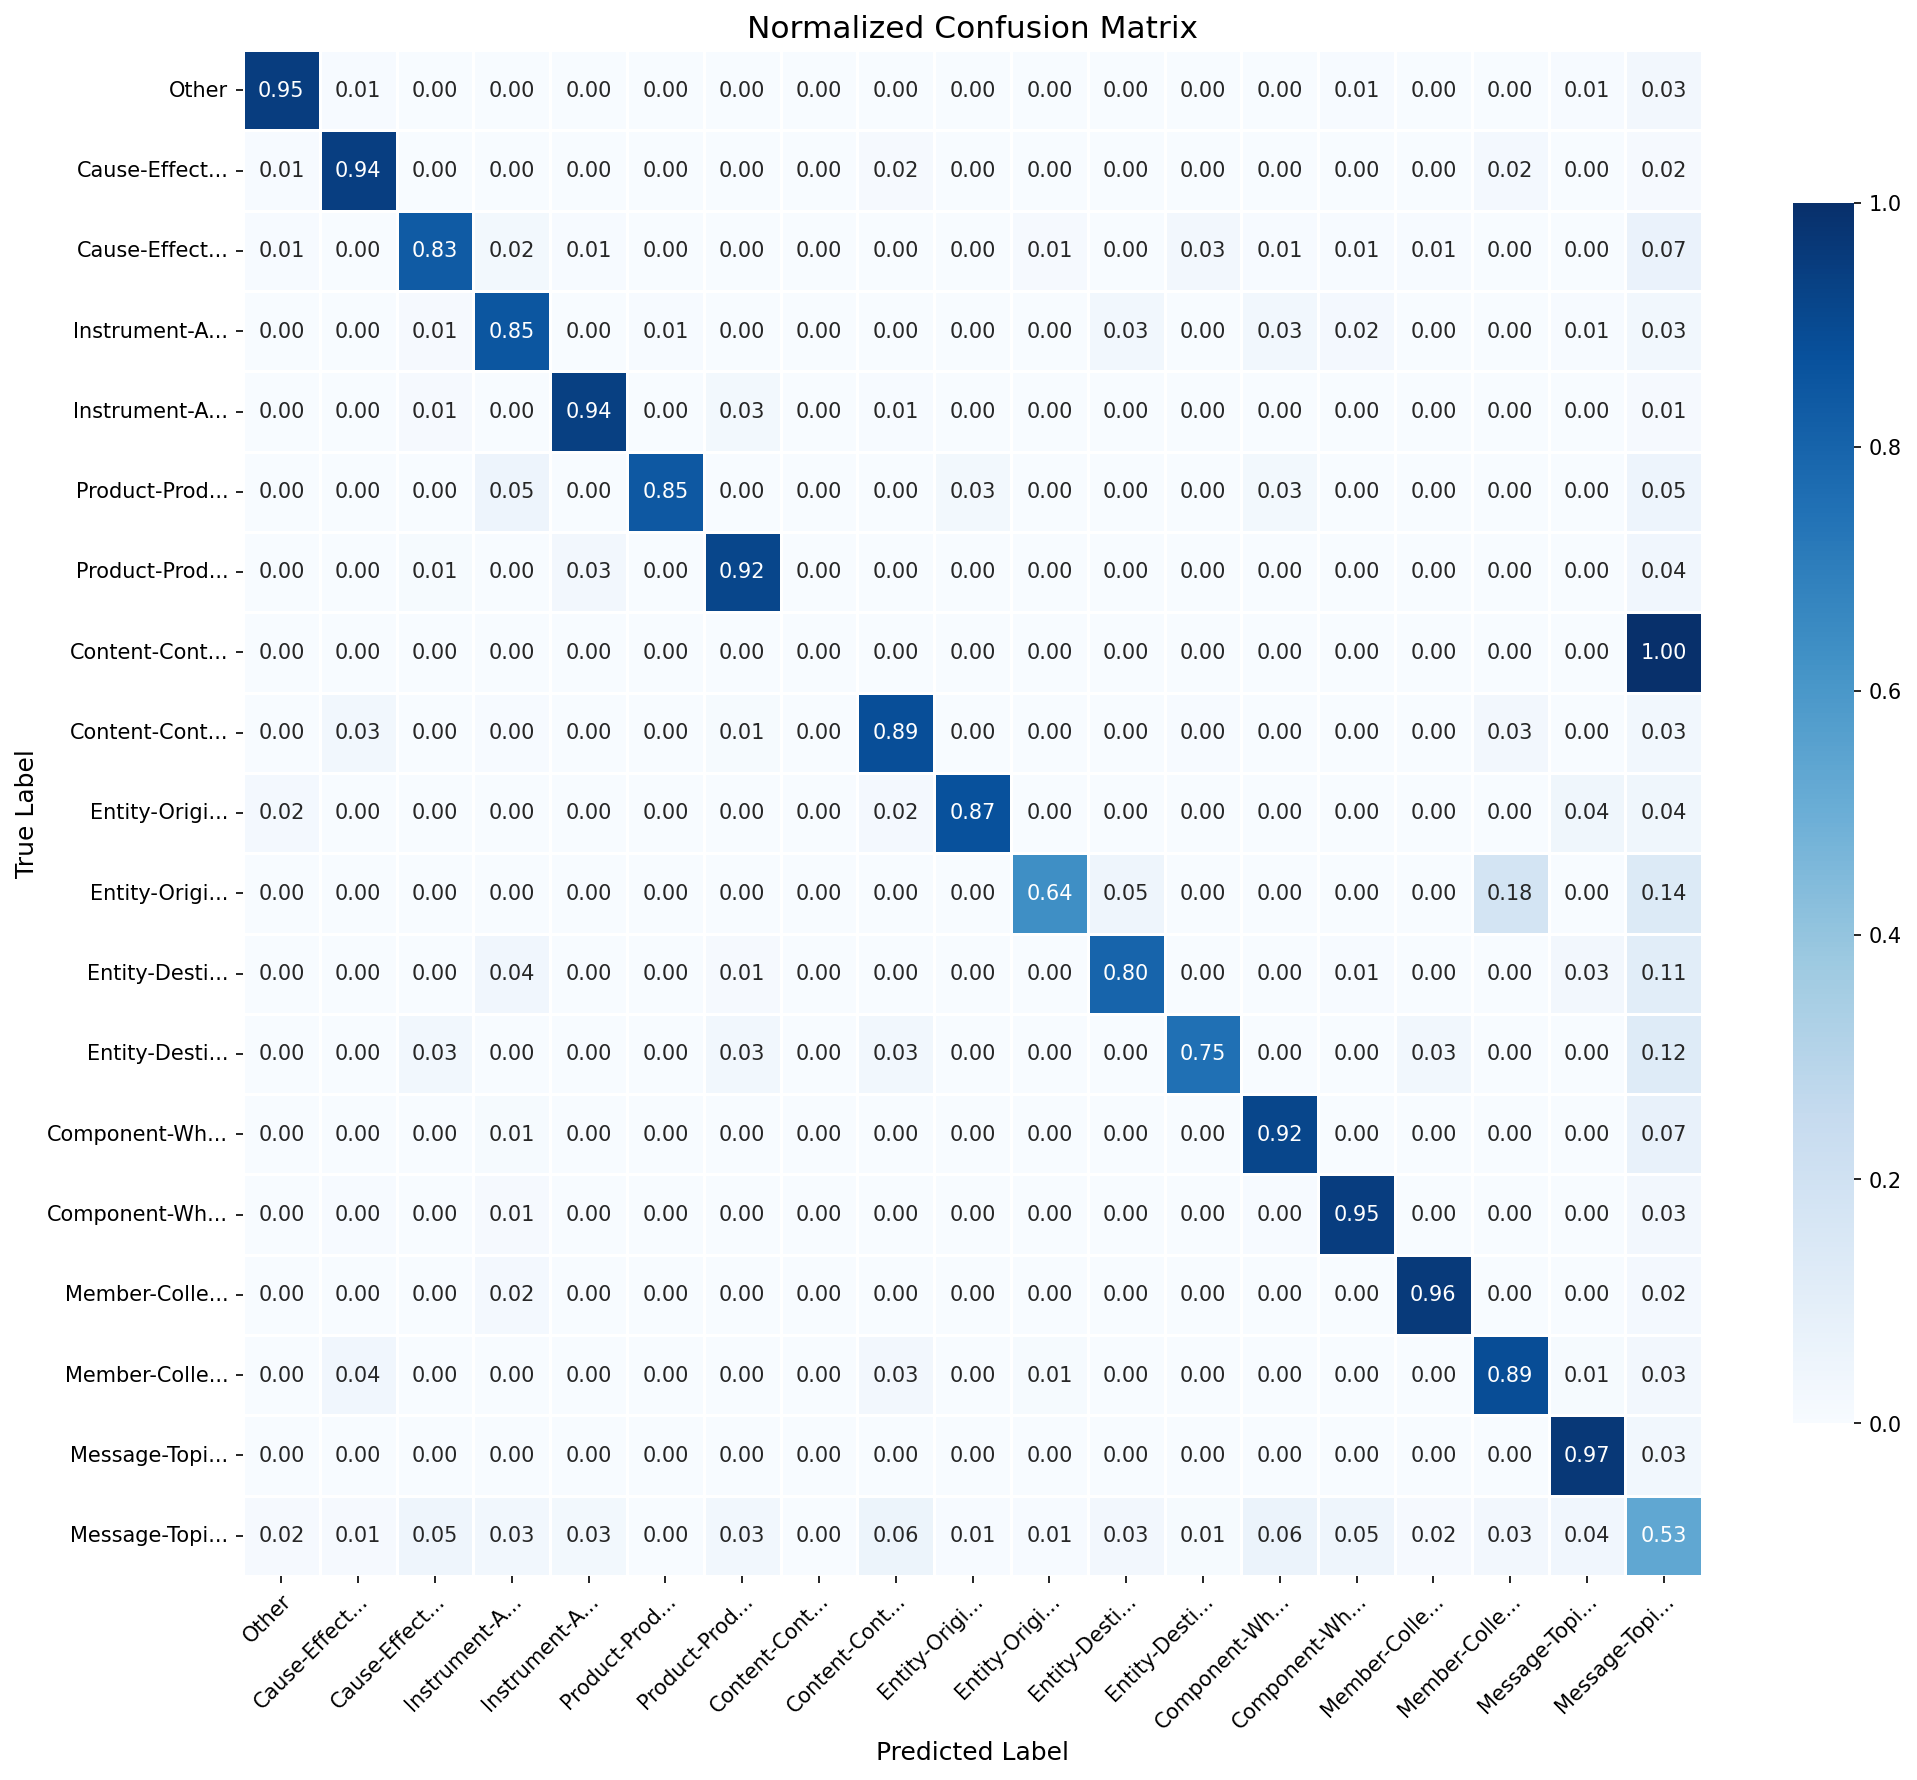 Normalized Confusion Matrix
Other 0.95 0.01 0.00 0.00 0.00 0.00 0.00 0.00 0.00 0.00 0.00 0.00 0.00 0.00 0.01 0.00 0.00 0.01 0.03
Cause-Effect... 0.01 0.94 0.00 0.00 0.00 0.00 0.00 0.00 0.02 0.00 0.00 0.00 0.00 0.00 0.00 0.00 0.02 0.00 0.02
Cause-Effect... 0.01 0.00 0.83 0.02 0.01 0.00 0.00 0.00 0.00 0.00 0.01 0.00 0.03 0.01 0.01 0.01 0.00 0.00 0.07
Instrument-A... 0.00 0.00 0.01 0.85 0.00 0.01 0.00 0.00 0.00 0.00 0.00 0.03 0.00 0.03 0.02 0.00 0.00 0.01 0.03
Instrument-A... 0.00 0.00 0.01 0.00 0.94 0.00 0.03 0.00 0.01 0.00 0.00 0.00 0.00 0.00 0.00 0.00 0.00 0.00 0.01
Product-Prod... 0.00 0.00 0.00 0.05 0.00 0.85 0.00 0.00 0.00 0.03 0.00 0.00 0.00 0.03 0.00 0.00 0.00 0.00 0.05
Product-Prod... 0.00 0.00 0.01 0.00 0.03 0.00 0.92 0.00 0.00 0.00 0.00 0.00 0.00 0.00 0.00 0.00 0.00 0.00 0.04
Content-Cont... 0.00 0.00 0.00 0.00 0.00 0.00 0.00 0.00 0.00 0.00 0.00 0.00 0.00 0.00 0.00 0.00 0.00 0.00 1.00
Content-Cont... 0.00 0.03 0.00 0.00 0.00 0.00 0.01 0.00 0.89 0.00 0.00 0.00 0.00 0.00 0.00 0.00 0.03 0.00 0.03
Entity-Origi... 0.02 0.00 0.00 0.00 0.00 0.00 0.00 0.00 0.02 0.87 0.00 0.00 0.00 0.00 0.00 0.00 0.00 0.04 0.04
Entity-Origi... 0.00 0.00 0.00 0.00 0.00 0.00 0.00 0.00 0.00 0.00 0.64 0.05 0.00 0.00 0.00 0.00 0.18 0.00 0.14
Entity-Desti... 0.00 0.00 0.00 0.04 0.00 0.00 0.01 0.00 0.00 0.00 0.00 0.80 0.00 0.00 0.01 0.00 0.00 0.03 0.11
Entity-Desti... 0.00 0.00 0.03 0.00 0.00 0.00 0.03 0.00 0.03 0.00 0.00 0.00 0.75 0.00 0.00 0.03 0.00 0.00 0.12
Component-Wh... 0.00 0.00 0.00 0.01 0.00 0.00 0.00 0.00 0.00 0.00 0.00 0.00 0.00 0.92 0.00 0.00 0.00 0.00 0.07
Component-Wh... 0.00 0.00 0.00 0.01 0.00 0.00 0.00 0.00 0.00 0.00 0.00 0.00 0.00 0.00 0.95 0.00 0.00 0.00 0.03
Member-Colle... 0.00 0.00 0.00 0.02 0.00 0.00 0.00 0.00 0.00 0.00 0.00 0.00 0.00 0.00 0.00 0.96 0.00 0.00 0.02
Member-Colle... 0.00 0.04 0.00 0.00 0.00 0.00 0.00 0.00 0.03 0.00 0.01 0.00 0.00 0.00 0.00 0.00 0.89 0.01 0.03
Message-Topi... 0.00 0.00 0.00 0.00 0.00 0.00 0.00 0.00 0.00 0.00 0.00 0.00 0.00 0.00 0.00 0.00 0.00 0.97 0.03
Message-Topi... 0.02 0.01 0.05 0.03 0.03 0.00 0.03 0.00 0.06 0.01 0.01 0.03 0.01 0.06 0.05 0.02 0.03 0.04 0.53
Other Cause-Effect... Cause-Effect... Instrument-A... Instrument-A... Product-Prod... Product-Prod... Content-Cont... Content-Cont... Entity-Origi... Entity-Origi... Entity-Desti... Entity-Desti... Component-Wh... Component-Wh... Member-Colle... Member-Colle... Message-Topi... Message-Topi...
Predicted Label
True Label
1.0
0.8
0.6
0.4
0.2
0.0